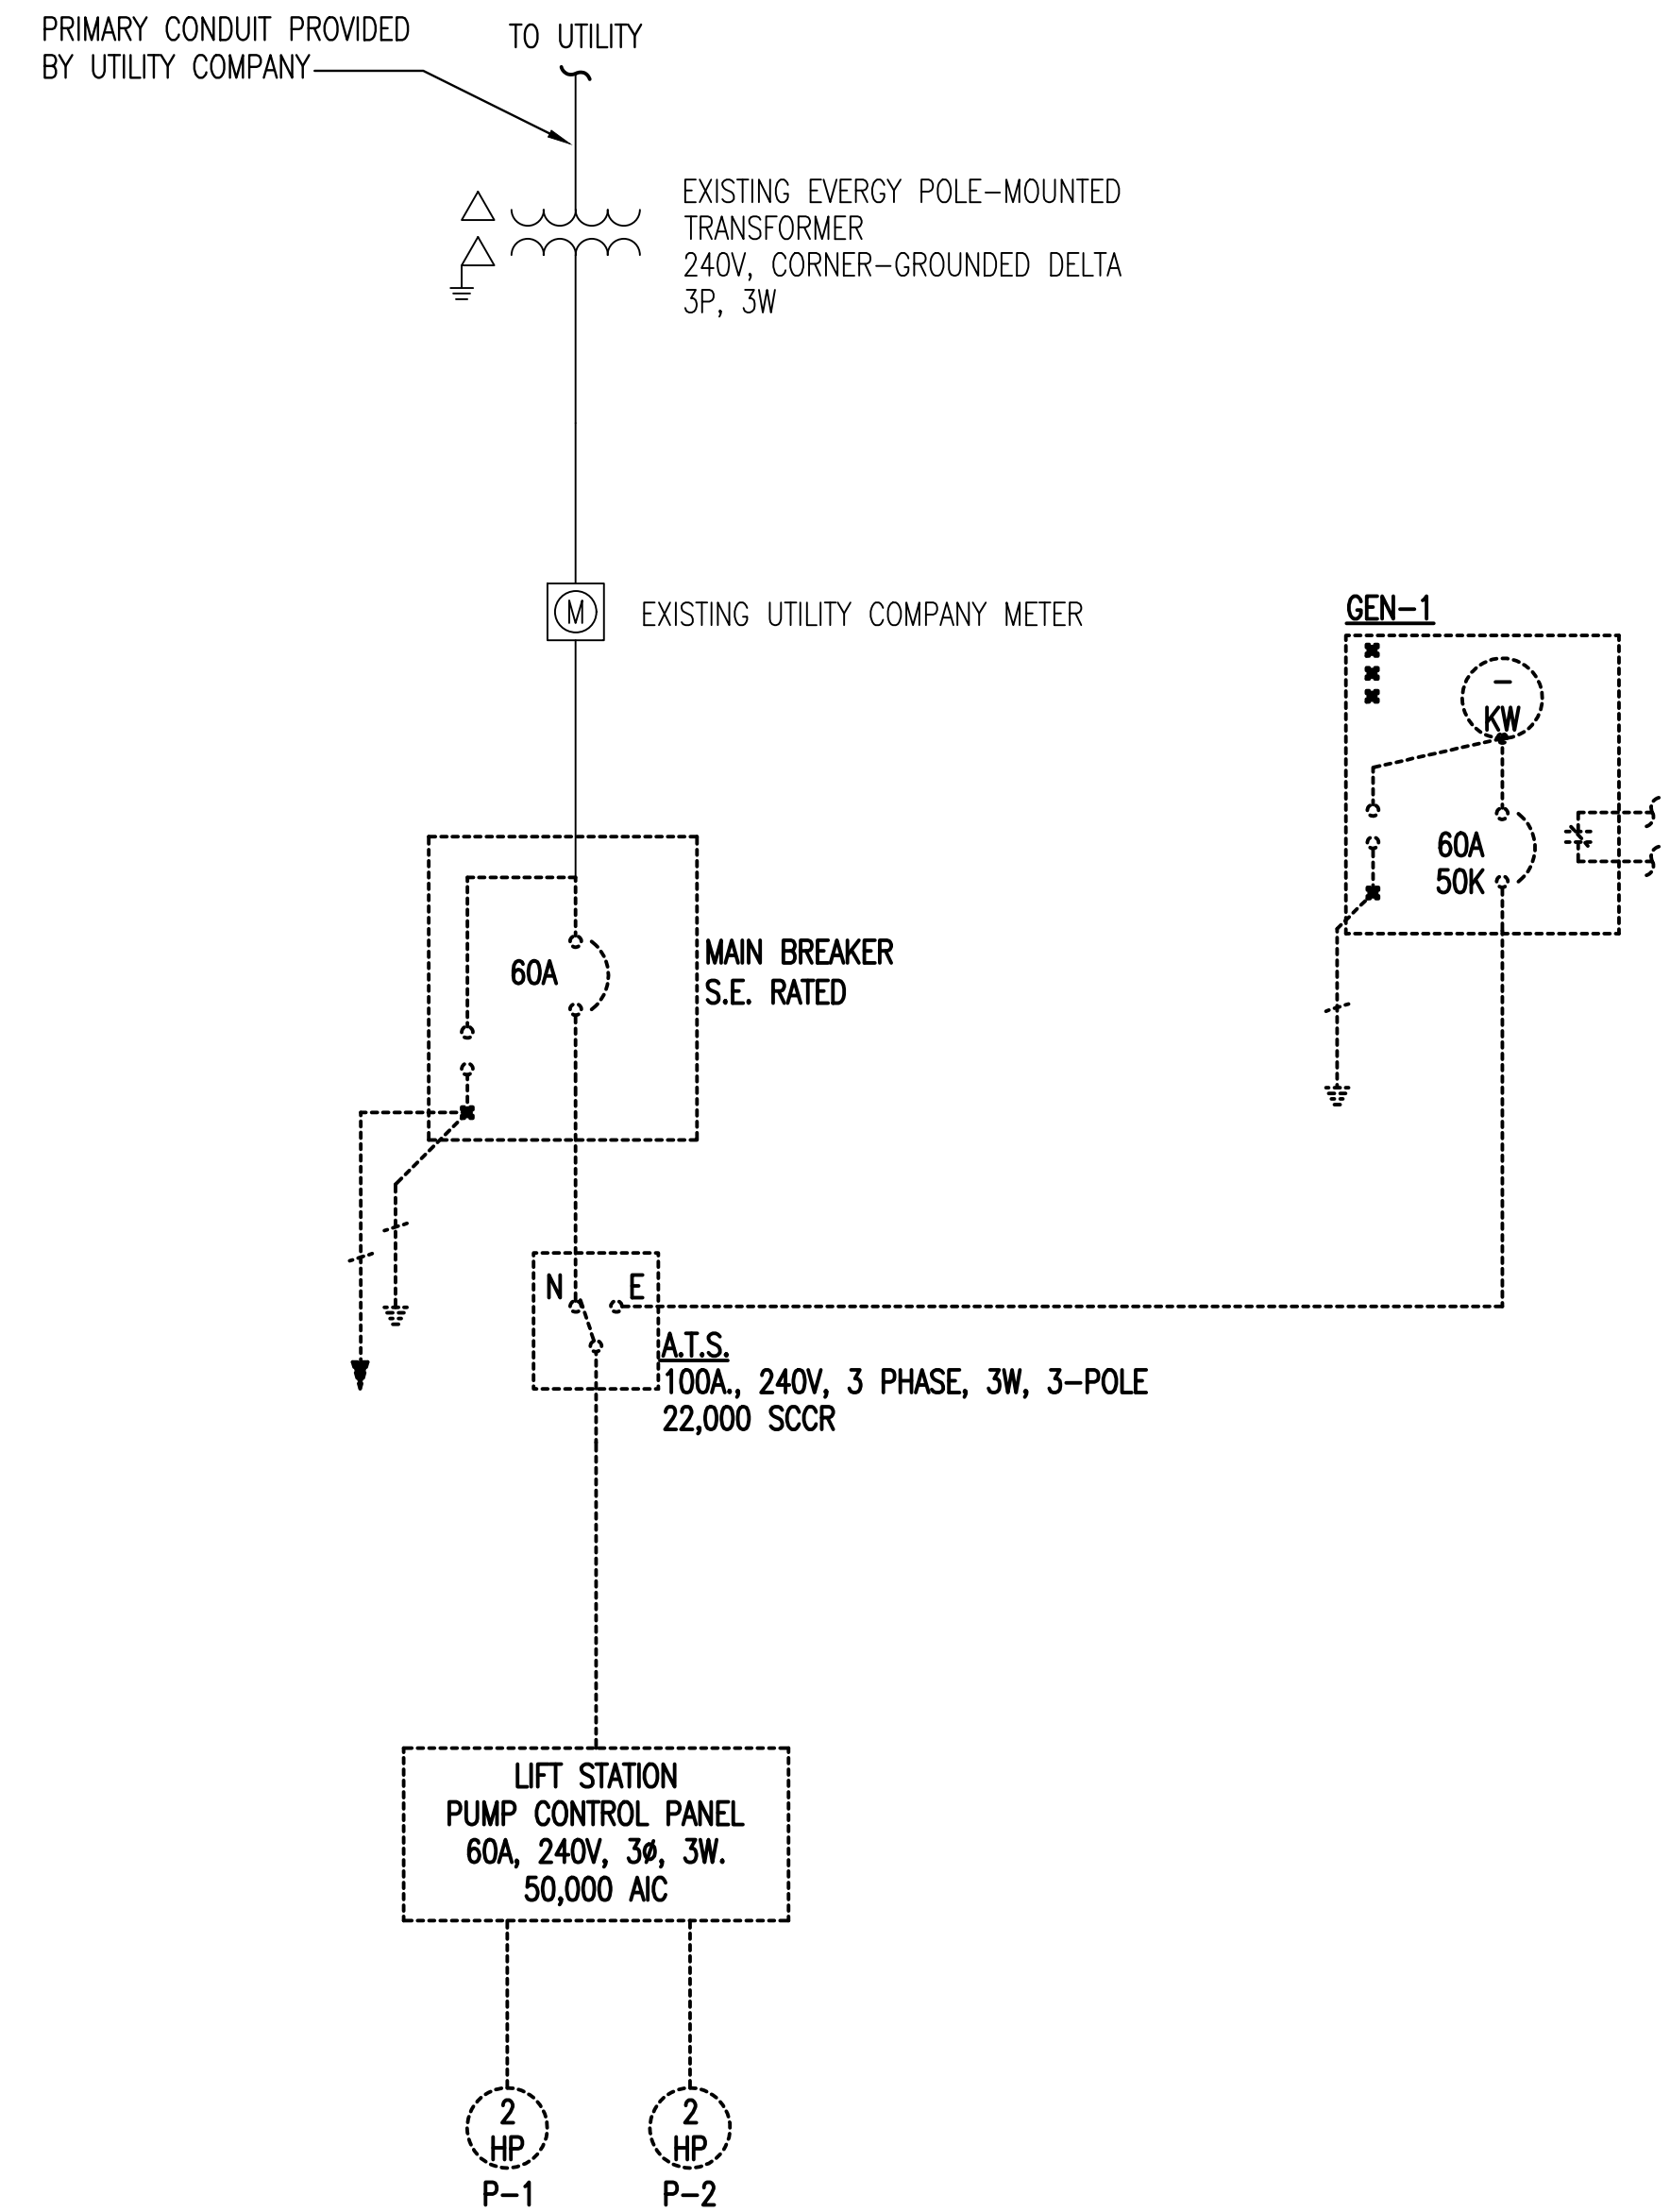 PRIMARY CONDUIT PROVIDED
BY UTILITY COMPANY
TO UTILITY
EXISTING EVERGY POLE-MOUNTED
TRANSFORMER
240V, CORNER-GROUNDED DELTA
3P, 3W
M
EXISTING UTILITY COMPANY METER
GEN-1
-
KW
60A
50K
60A
MAIN BREAKER
S.E. RATED
N
E
A.T.S.
100A., 240V, 3 PHASE, 3W, 3-POLE
22,000 SCCR
LIFT STATION
PUMP CONTROL PANEL
60A, 240V, 3ø, 3W.
50,000 AIC
2
HP
P-1
2
HP
P-2